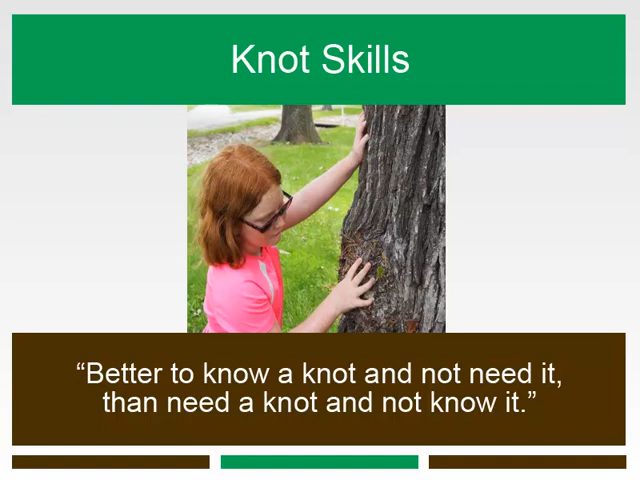 Knot Skills
“Better to know a knot and not need it,
than need a knot and not know it.”